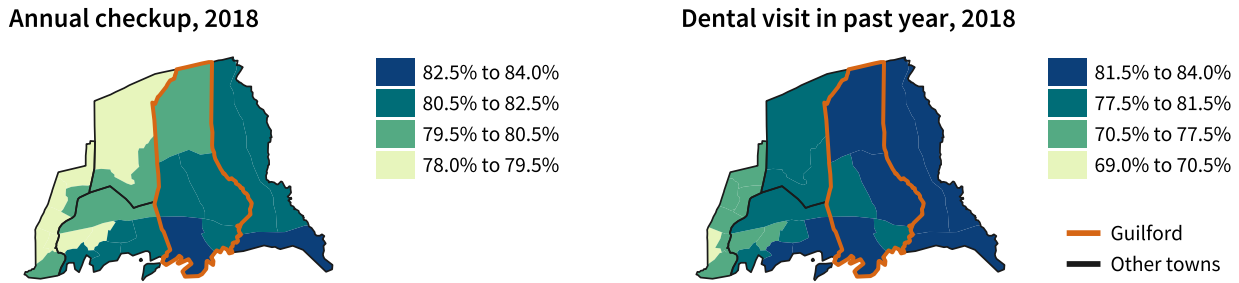 Annual checkup, 2018
82.5% to 84.0%
80.5% to 82.5%
79.5% to 80.5%
78.0% to 79.5%
Dental visit in past year, 2018
81.5% to 84.0%
77.5% to 81.5%
70.5% to 77.5%
69.0% to 70.5%
Guilford
Other towns